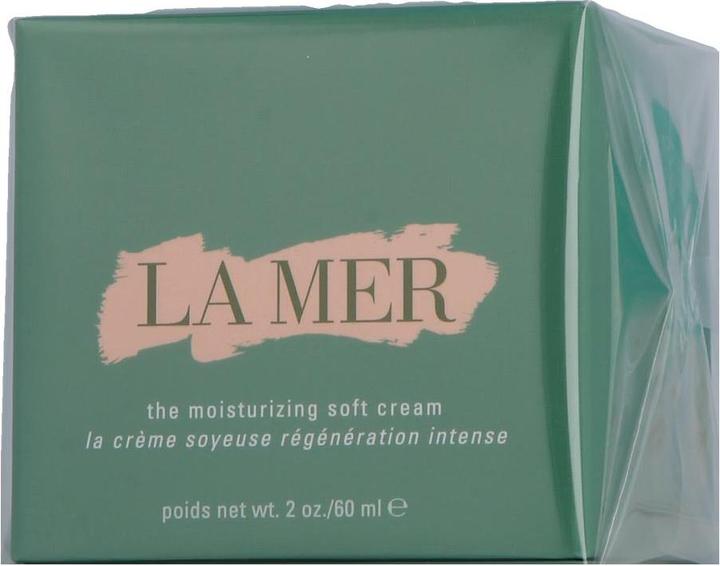 LA MER
the moisturizing soft cream
la crème soyeuse régénération intense
poids net wt. 2 oz./60 ml ℮